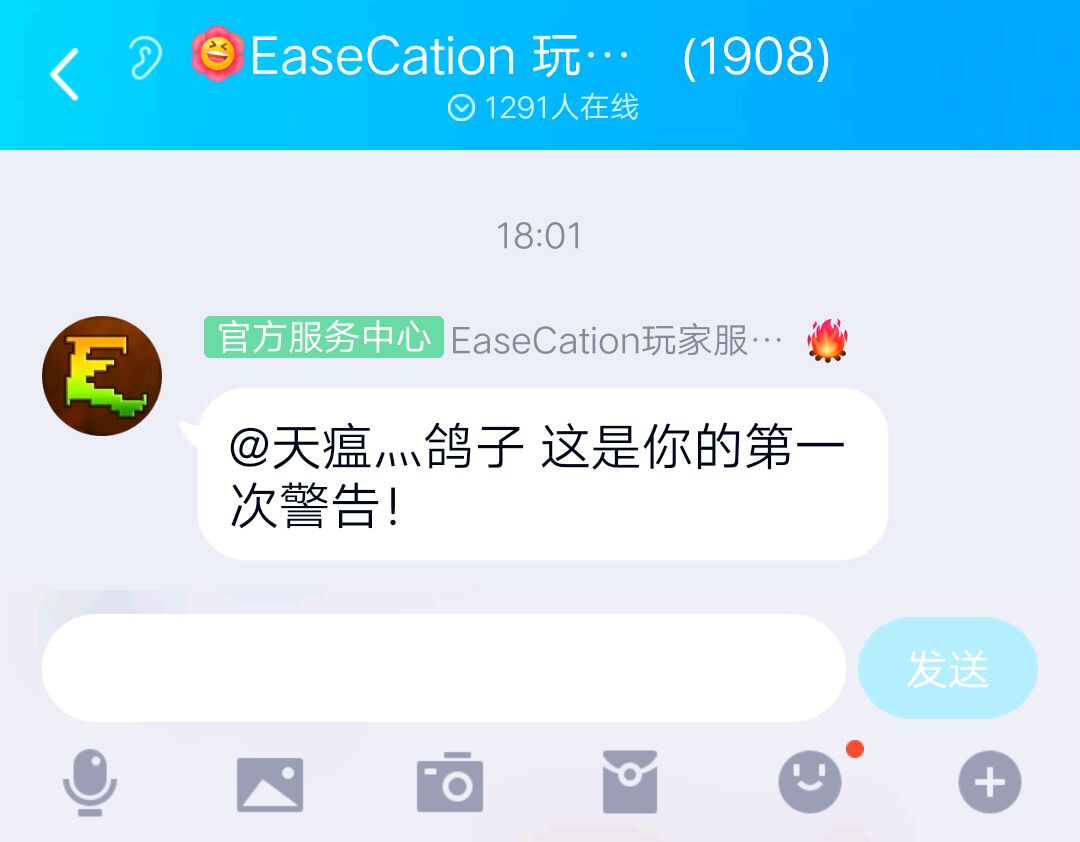 EaseCation 玩… (1908)
1291人在线
18:01
官方服务中心 EaseCation玩家服…
@天瘟灬鸽子 这是你的第一
次警告！
发送